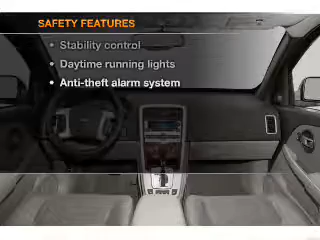 SAFETY FEATURES
• Stability control
• Daytime running lights
• Anti-theft alarm system